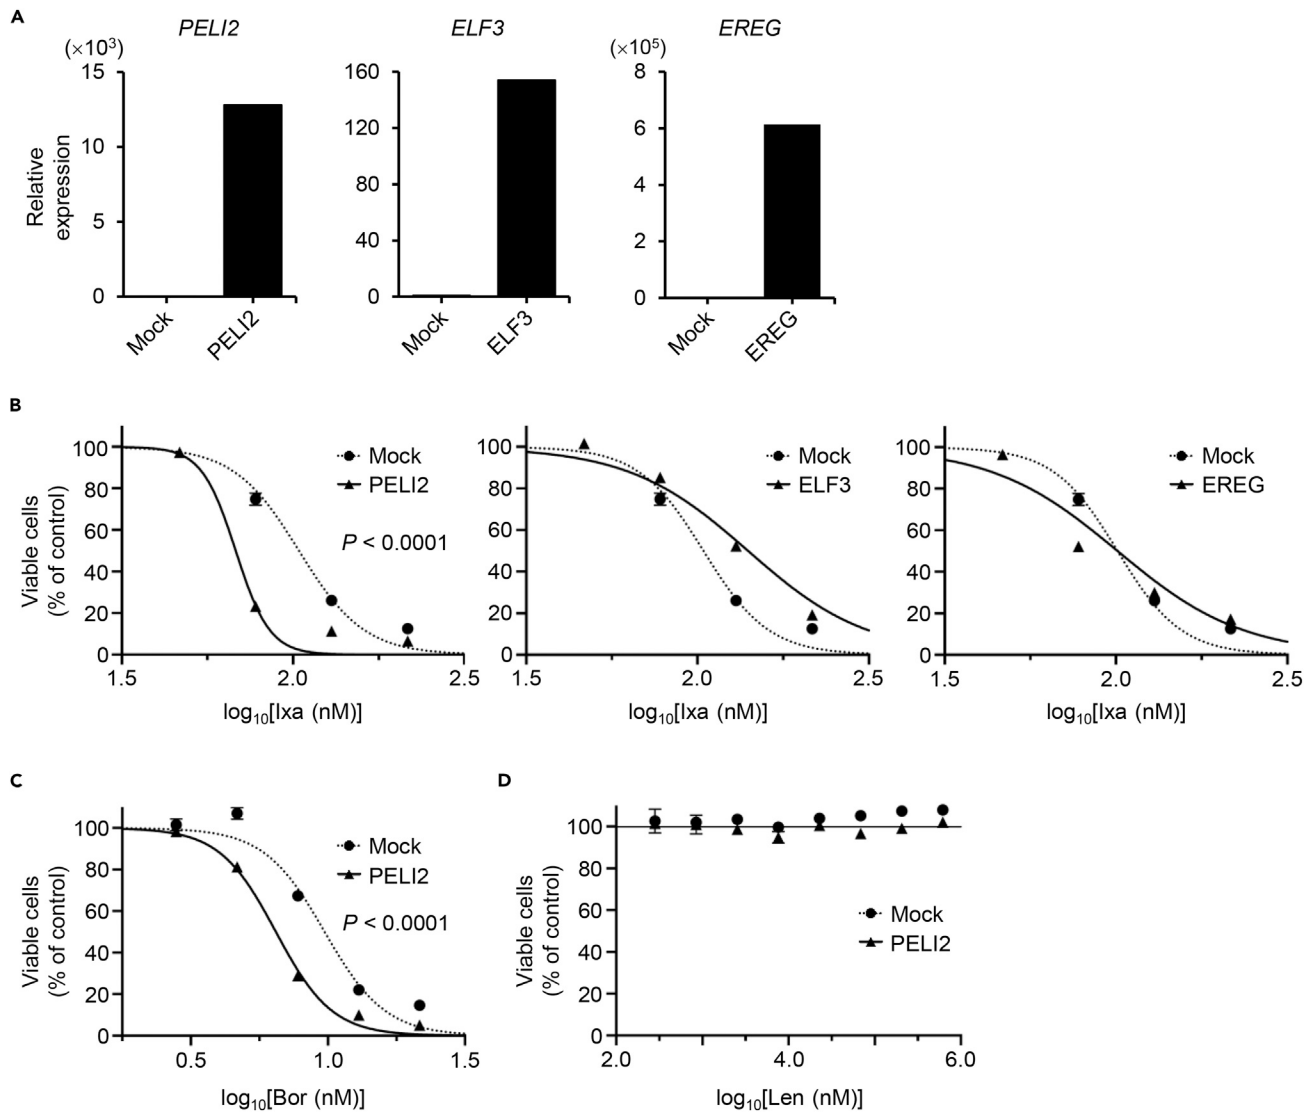 A
PELI2
ELF3
EREG
(×10³)
(×10⁵)
Relative
expression
15
10
5
0
Mock
PELI2
160
120
80
40
0
Mock
ELF3
8
6
4
2
0
Mock
EREG
B
Viable cells
(% of control)
100
80
60
40
20
0
Mock
PELI2
P < 0.0001
1.5
2.0
2.5
log₁₀[Ixa (nM)]
100
80
60
40
20
0
Mock
ELF3
1.5
2.0
2.5
log₁₀[Ixa (nM)]
100
80
60
40
20
0
Mock
EREG
1.5
2.0
2.5
log₁₀[Ixa (nM)]
C
Viable cells
(% of control)
100
80
60
40
20
0
Mock
PELI2
P < 0.0001
0.5
1.0
1.5
log₁₀[Bor (nM)]
D
Viable cells
(% of control)
100
80
60
40
20
0
Mock
PELI2
2.0
4.0
6.0
log₁₀[Len (nM)]